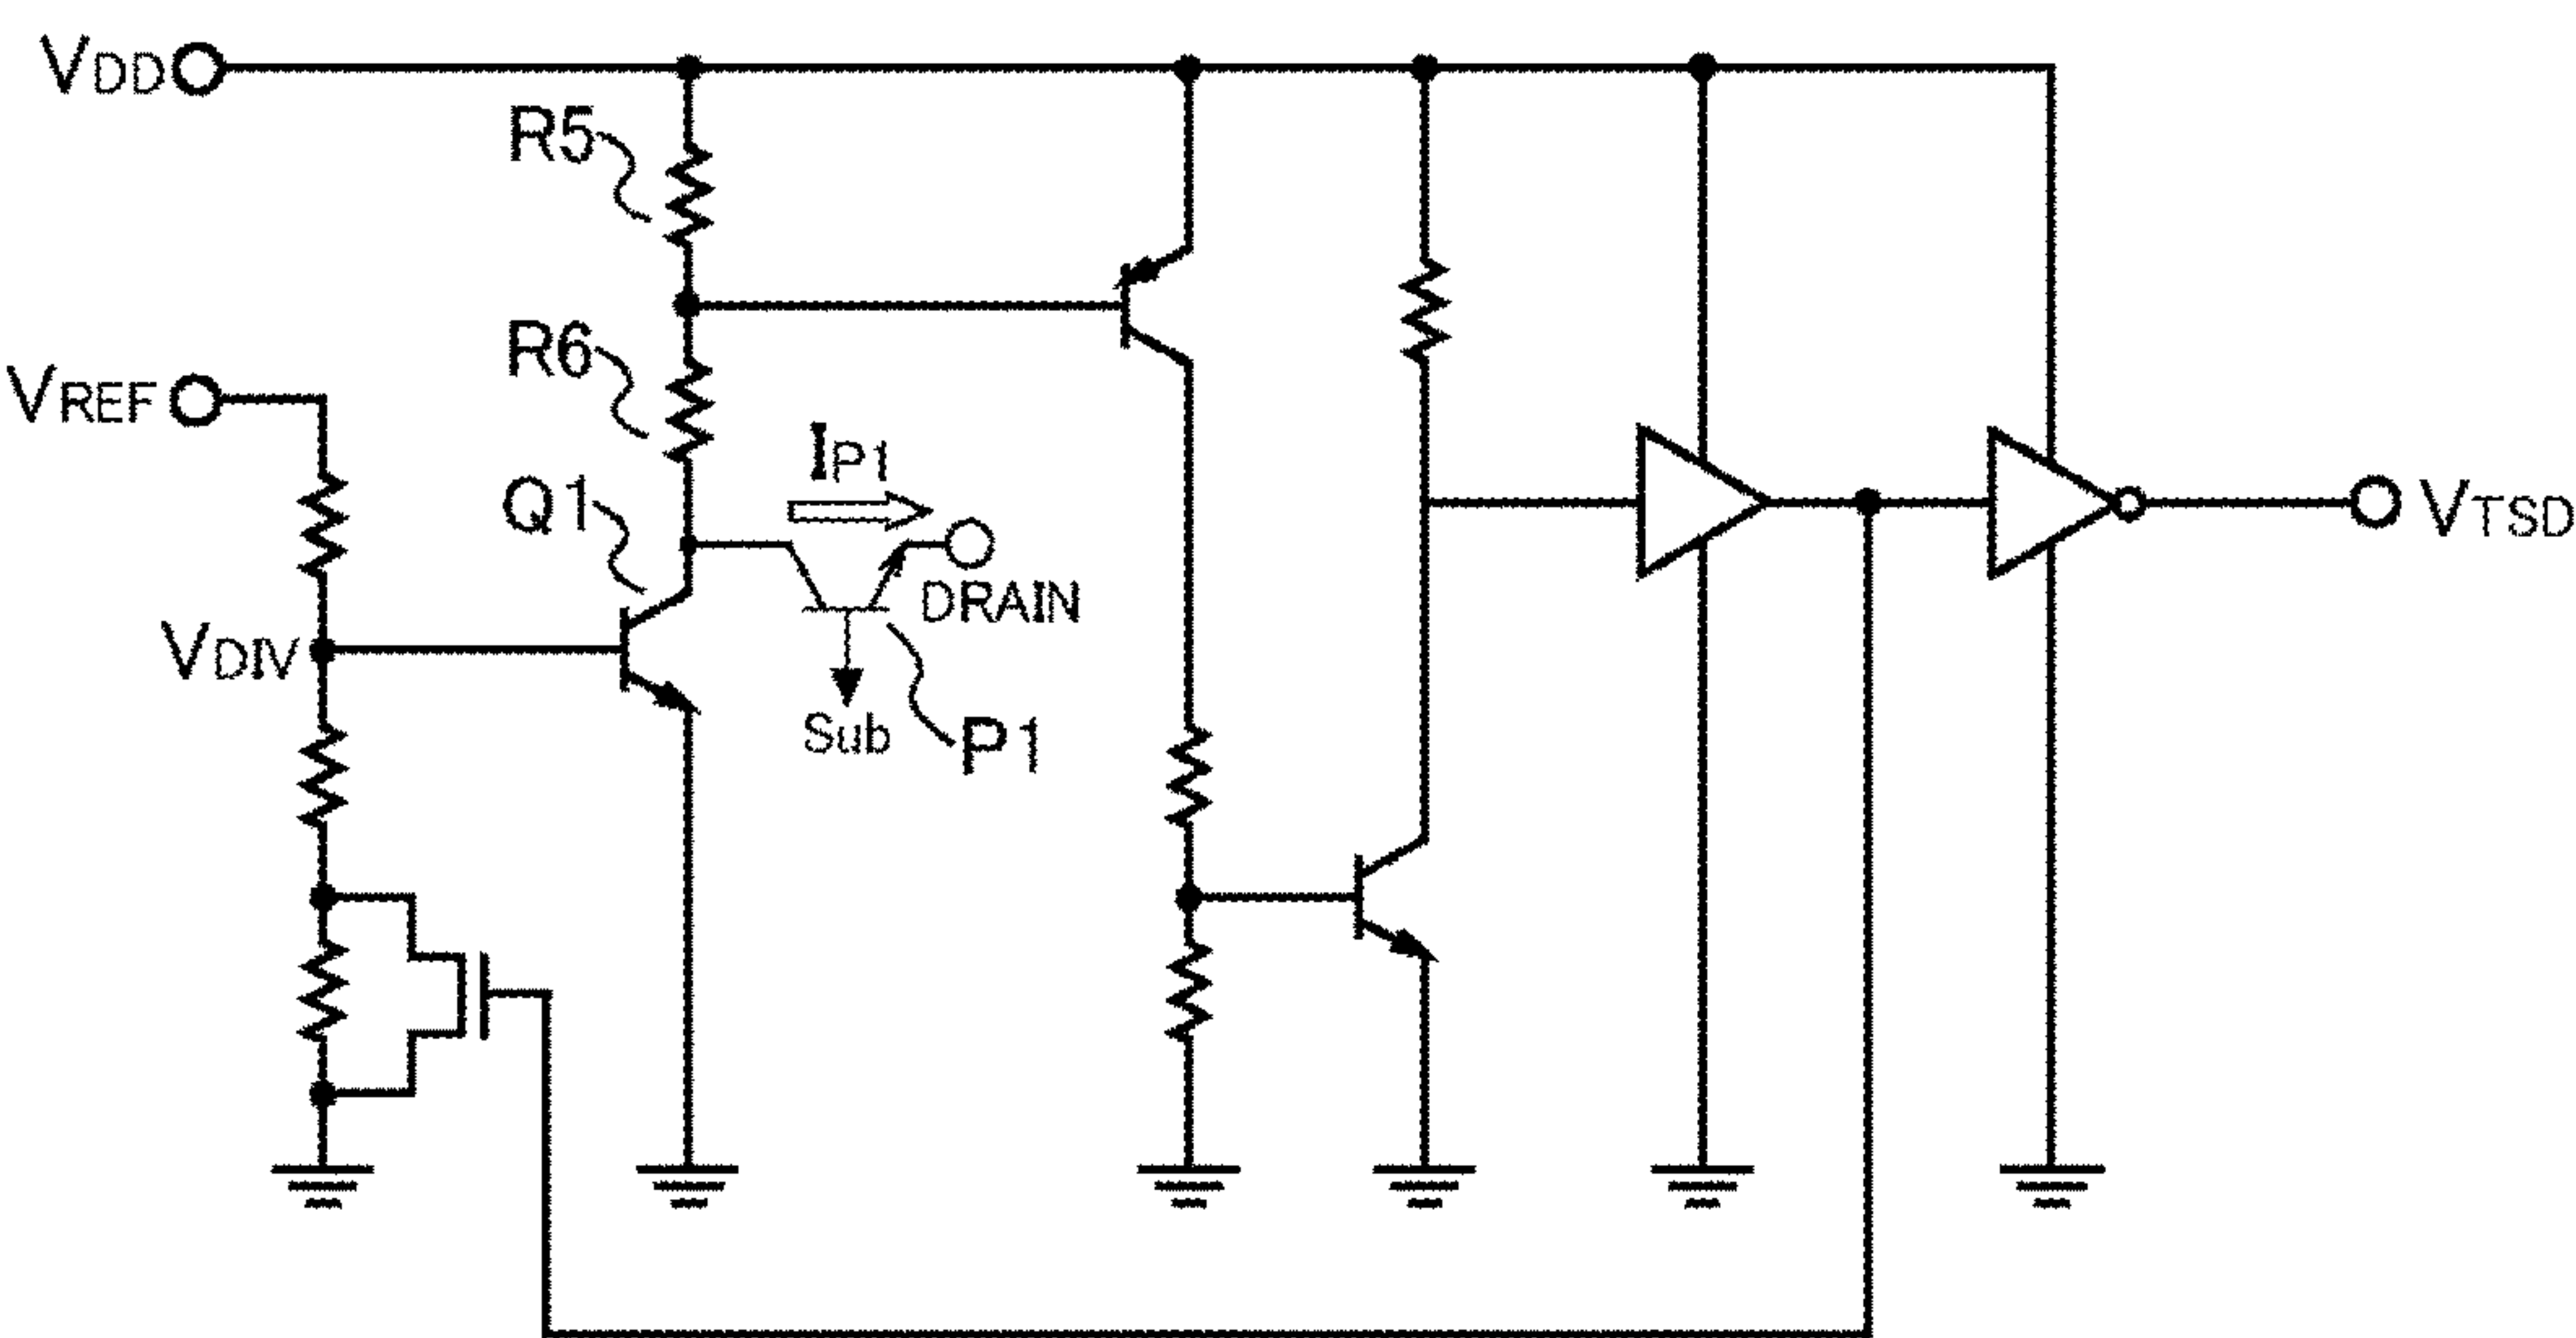 VDD
R5
VREF
R6
IP1
Q1
VTSD
DRAIN
VDIV
Sub
P1